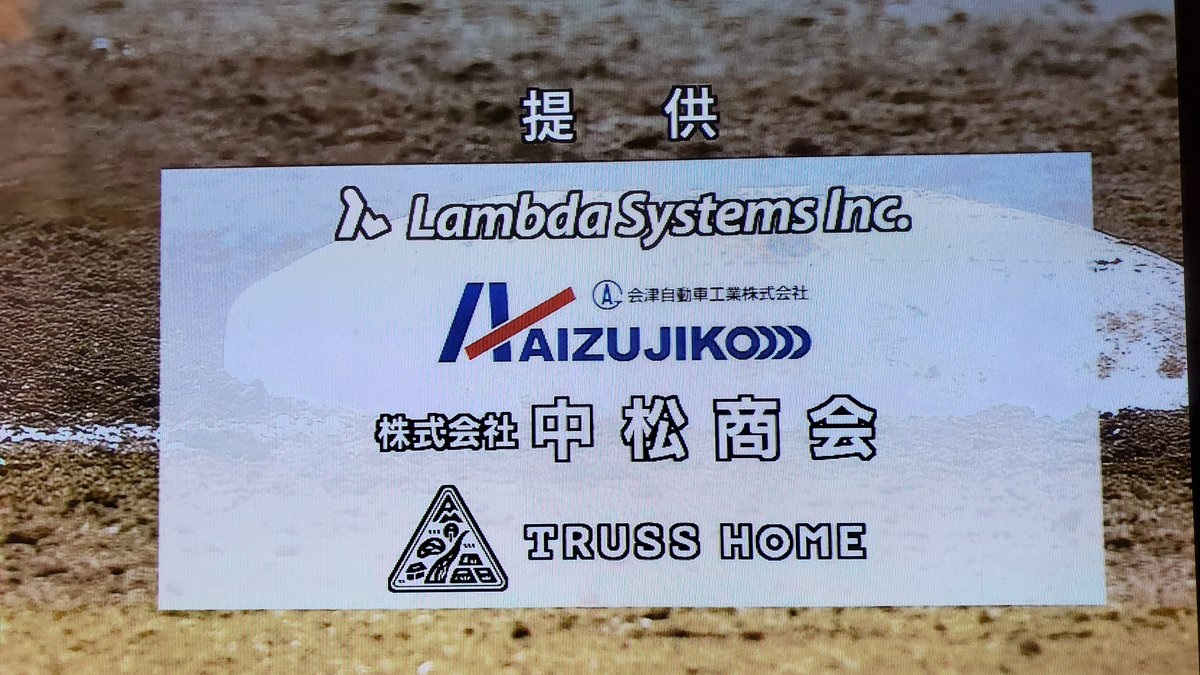 提 供
Lambda Systems Inc.
会津自動車工業株式会社
AIZUJIKO
株式会社 中松商会
TRUSS HOME